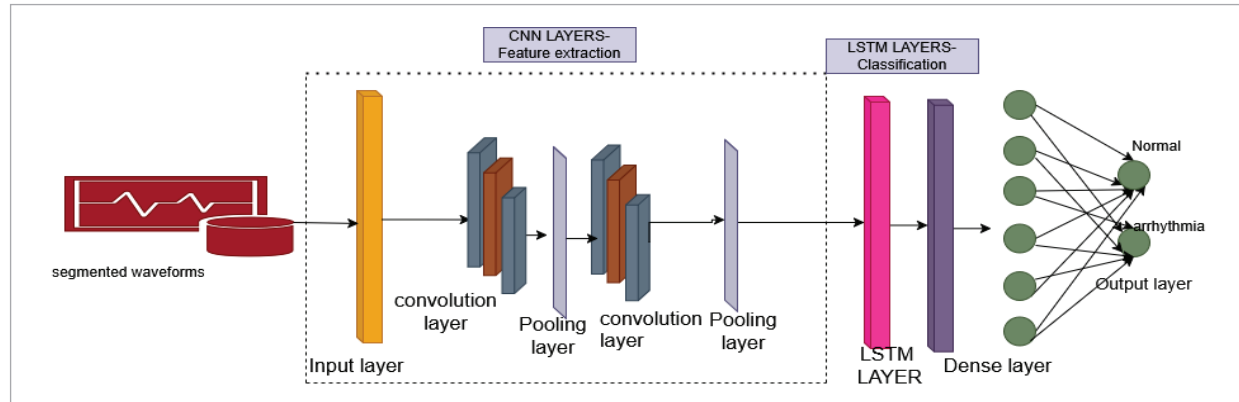 CNN LAYERS-
Feature extraction
LSTM LAYERS-
Classification
segmented waveforms
Input layer
convolution
layer
Pooling
layer
convolution
layer
Pooling
layer
LSTM
LAYER
Dense layer
Normal
arrhythmia
Output layer